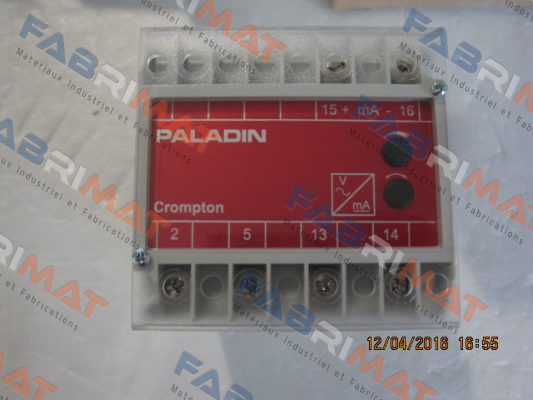 FABRIMAT
Matériaux Industriel et Fabrications
15 + mA - 16
PALADIN
V
mA
Crompton
2 5 13 14
12/04/2016 16:55